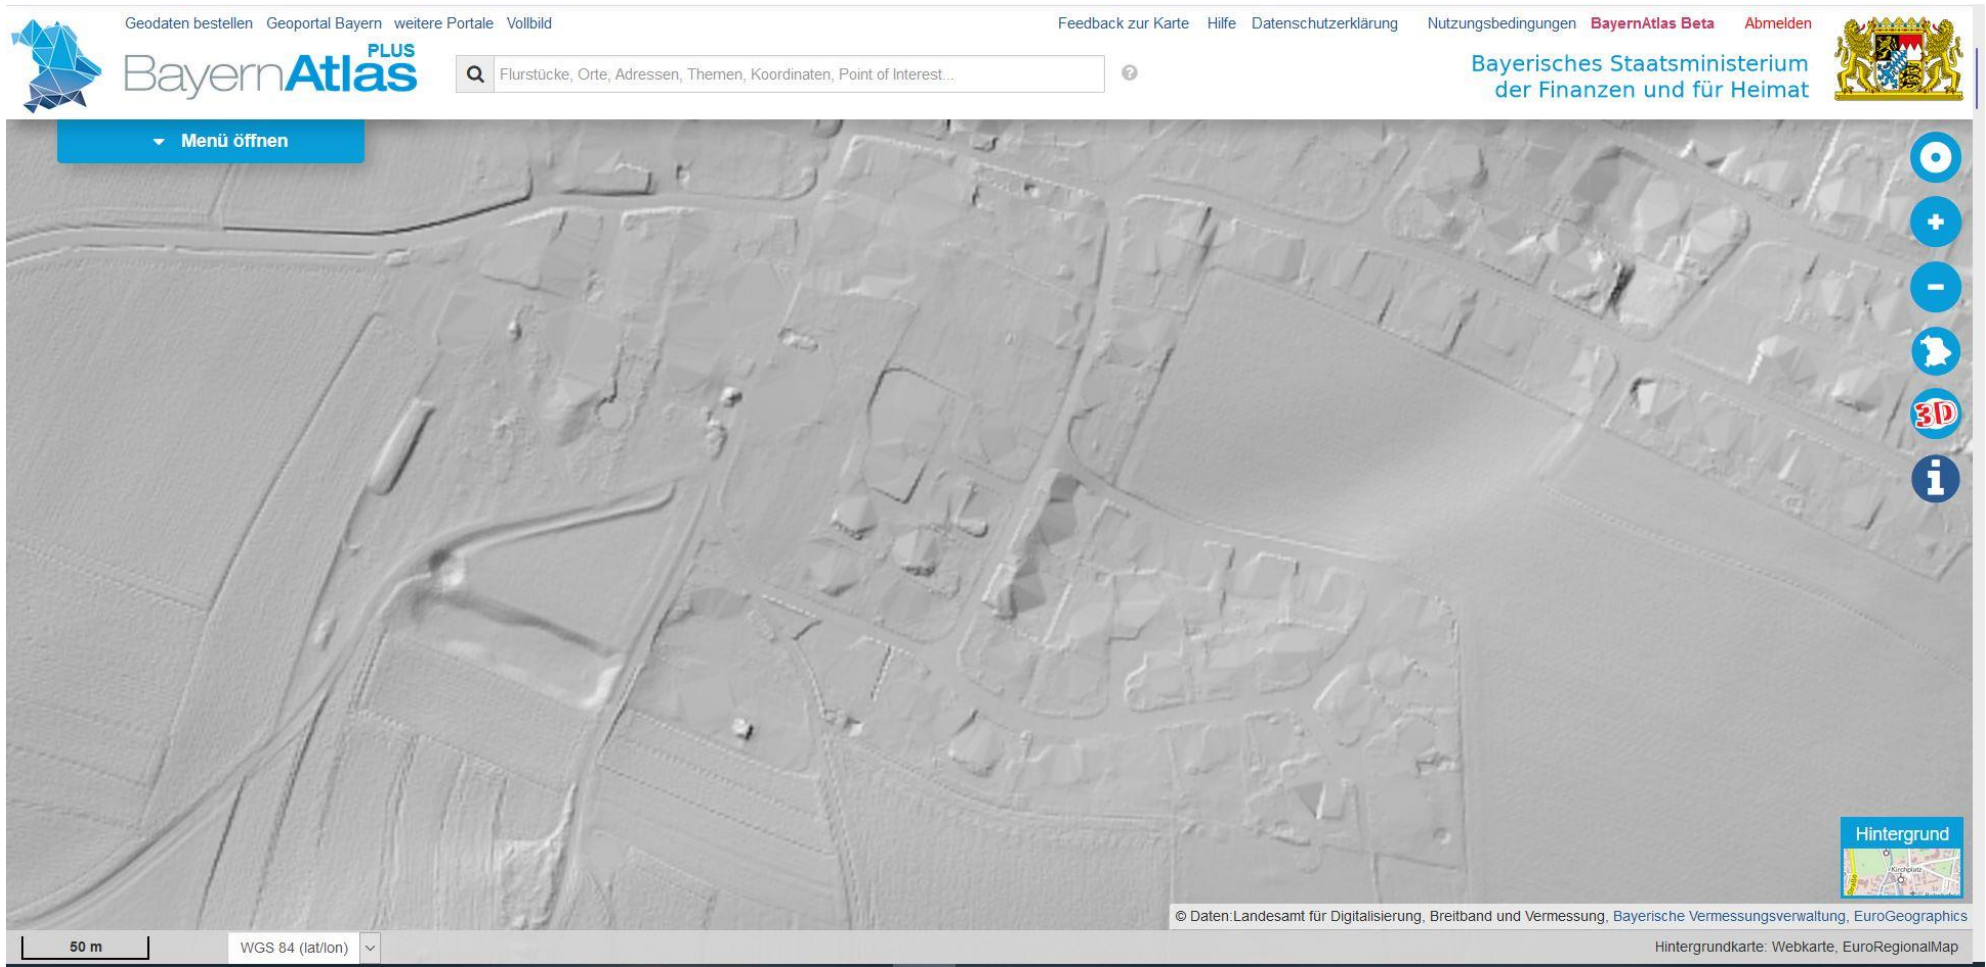 Geodaten bestellen Geoportal Bayern weitere Portale Vollbild
Feedback zur Karte Hilfe Datenschutzerklärung Nutzungsbedingungen BayernAtlas Beta Abmelden
BayernAtlas PLUS
Flurstücke, Orte, Adressen, Themen, Koordinaten, Point of Interest...
Bayerisches Staatsministerium
der Finanzen und für Heimat
Menü öffnen
3D
Hintergrund
Kirchplatz
© Daten:Landesamt für Digitalisierung, Breitband und Vermessung, Bayerische Vermessungsverwaltung, EuroGeographics
50 m
WGS 84 (lat/lon)
Hintergrundkarte: Webkarte, EuroRegionalMap